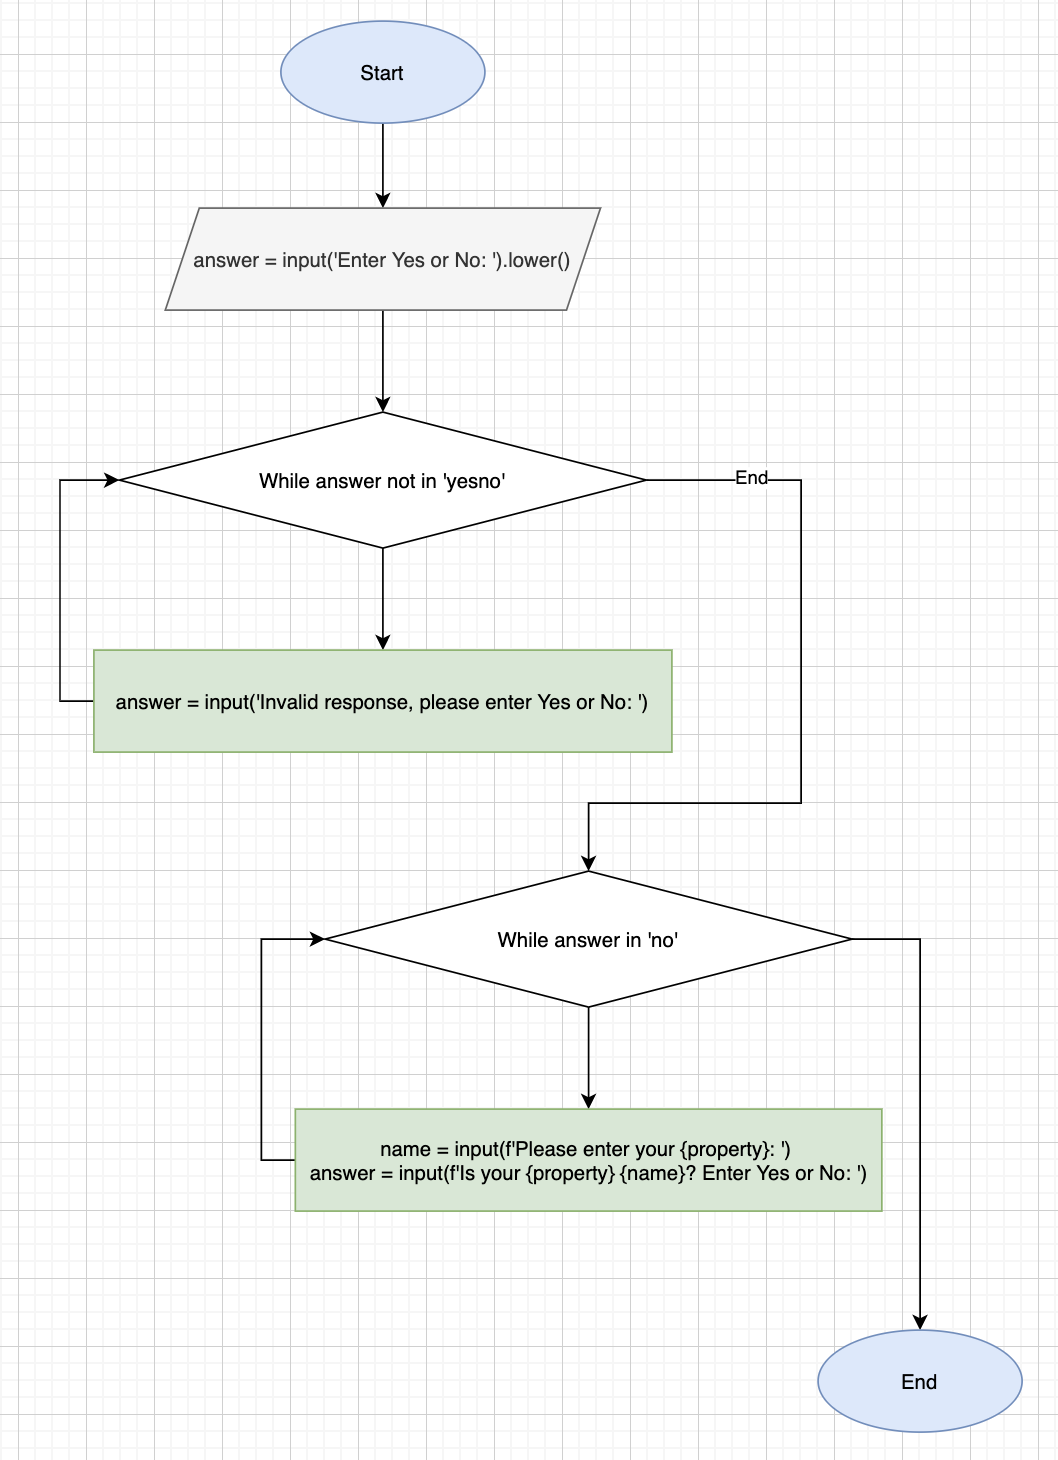 Start
answer = input('Enter Yes or No: ').lower()
While answer not in 'yesno'
End
answer = input('Invalid response, please enter Yes or No: ')
While answer in 'no'
name = input(f'Please enter your {property}: ')
answer = input(f'Is your {property} {name}? Enter Yes or No: ')
End